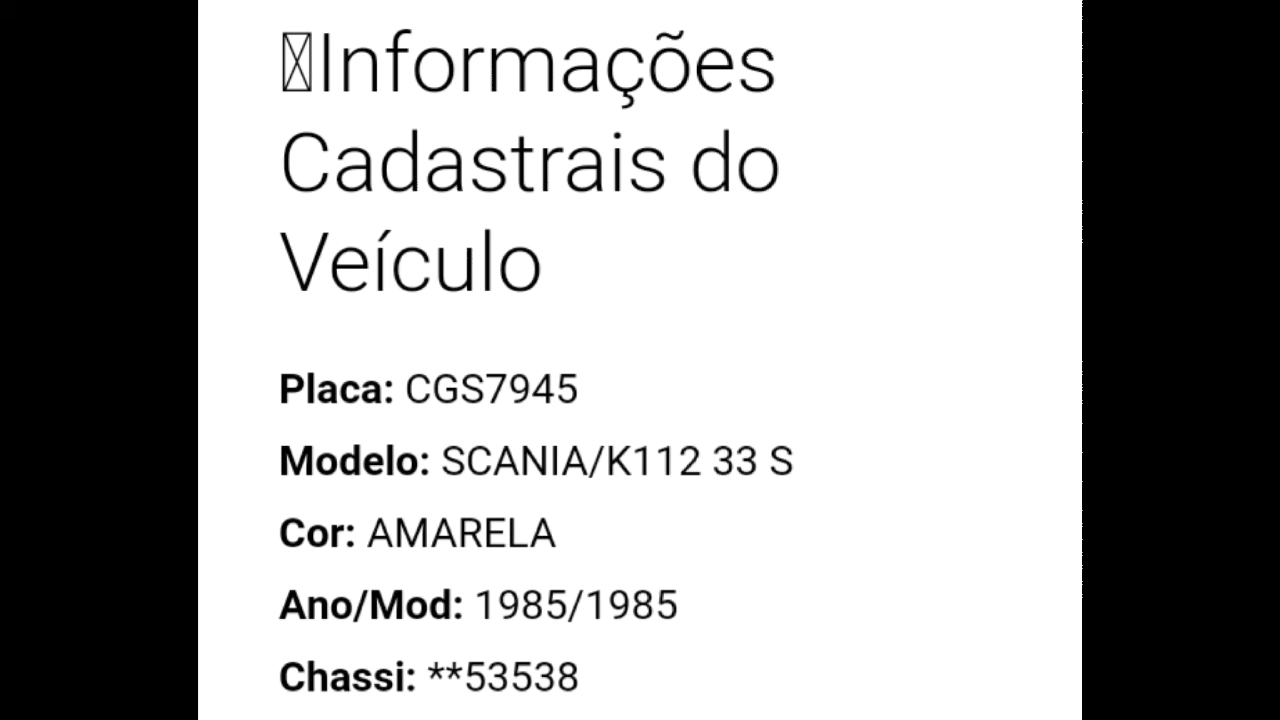 Informações
Cadastrais do
Veículo
Placa: CGS7945
Modelo: SCANIA/K112 33 S
Cor: AMARELA
Ano/Mod: 1985/1985
Chassi: **53538